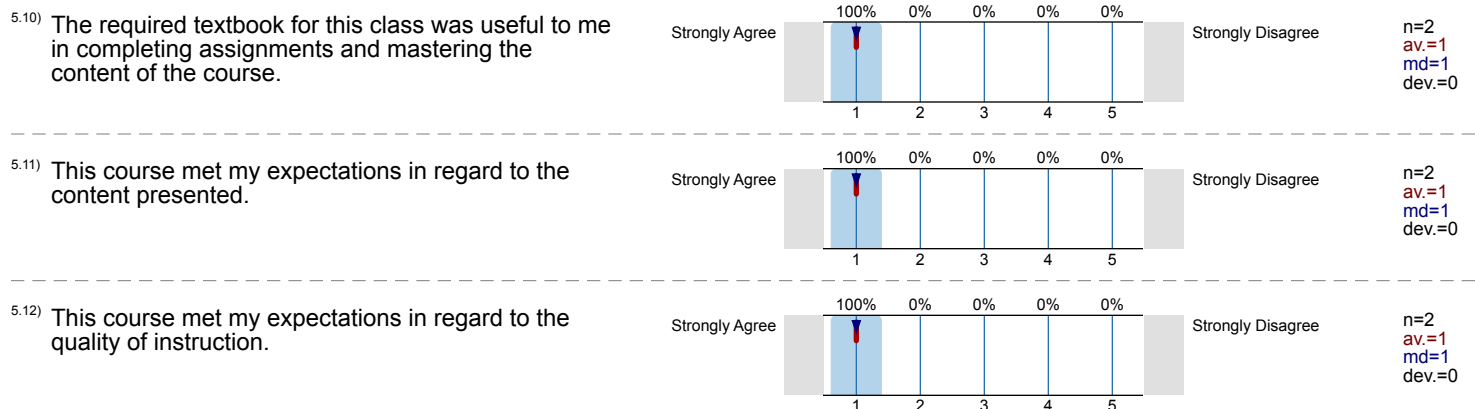 5.10) The required textbook for this class was useful to me
in completing assignments and mastering the
content of the course.
100% 0% 0% 0% 0%
Strongly Agree Strongly Disagree
1 2 3 4 5
n=2
av.=1
md=1
dev.=0
5.11) This course met my expectations in regard to the
content presented.
100% 0% 0% 0% 0%
Strongly Agree Strongly Disagree
1 2 3 4 5
n=2
av.=1
md=1
dev.=0
5.12) This course met my expectations in regard to the
quality of instruction.
100% 0% 0% 0% 0%
Strongly Agree Strongly Disagree
1 2 3 4 5
n=2
av.=1
md=1
dev.=0